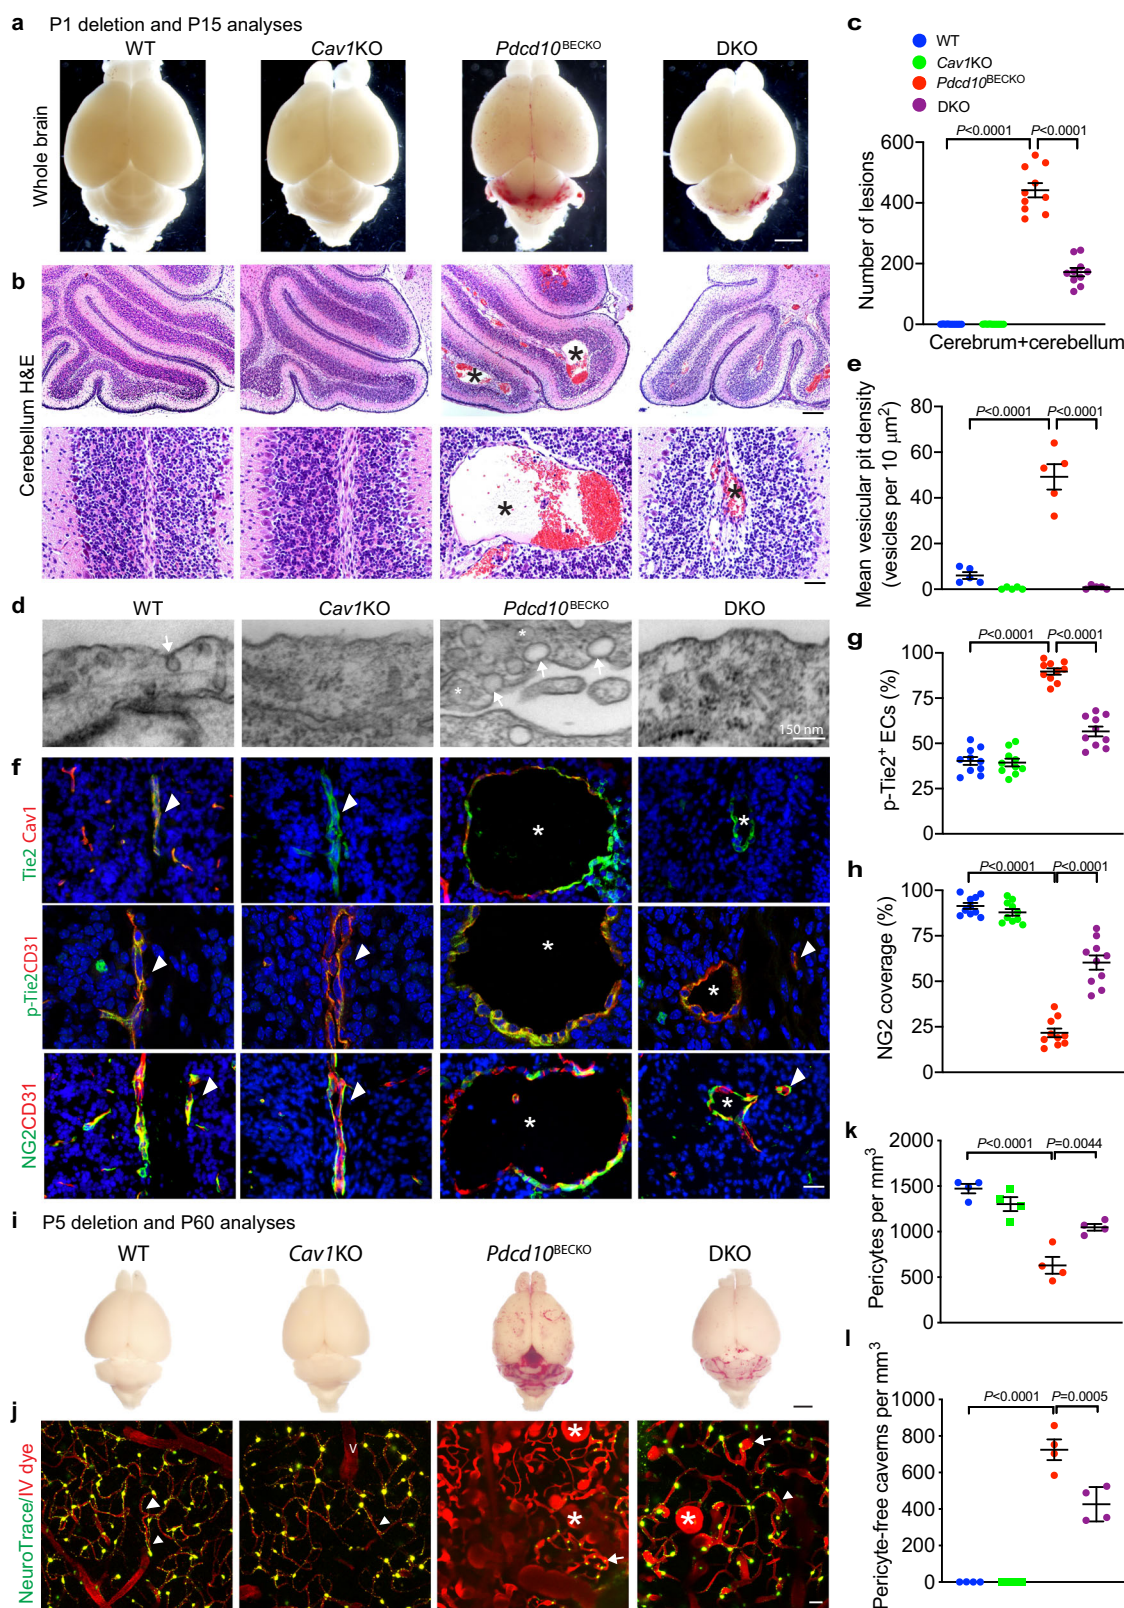 a P1 deletion and P15 analyses
WT Cav1KO Pdcd10BECKO DKO
Whole brain
b
Cerebellum H&E
* *
* *
c
WT
Cav1KO
Pdcd10BECKO
DKO
P<0.0001 P<0.0001
Number of lesions
600
400
200
0
Cerebrum+cerebellum
d
WT Cav1KO Pdcd10BECKO DKO
* *
150 nm
e
Mean vesicular pit density
(vesicles per 10 μm2)
P<0.0001 P<0.0001
80
60
40
20
0
f
Tie2 Cav1
* *
p-Tie2CD31
* *
NG2CD31
* *
g
p-Tie2+ ECs (%)
P<0.0001 P<0.0001
100
75
50
25
0
h
NG2 coverage (%)
P<0.0001 P<0.0001
100
75
50
25
0
i P5 deletion and P60 analyses
WT Cav1KO Pdcd10BECKO DKO
j
NeuroTrace/IV dye
V
*
* *
k
Pericytes per mm3
P<0.0001 P=0.0044
2000
1500
1000
500
0
l
Pericyte-free caverns per mm3
P<0.0001 P=0.0005
1000
800
600
400
200
0